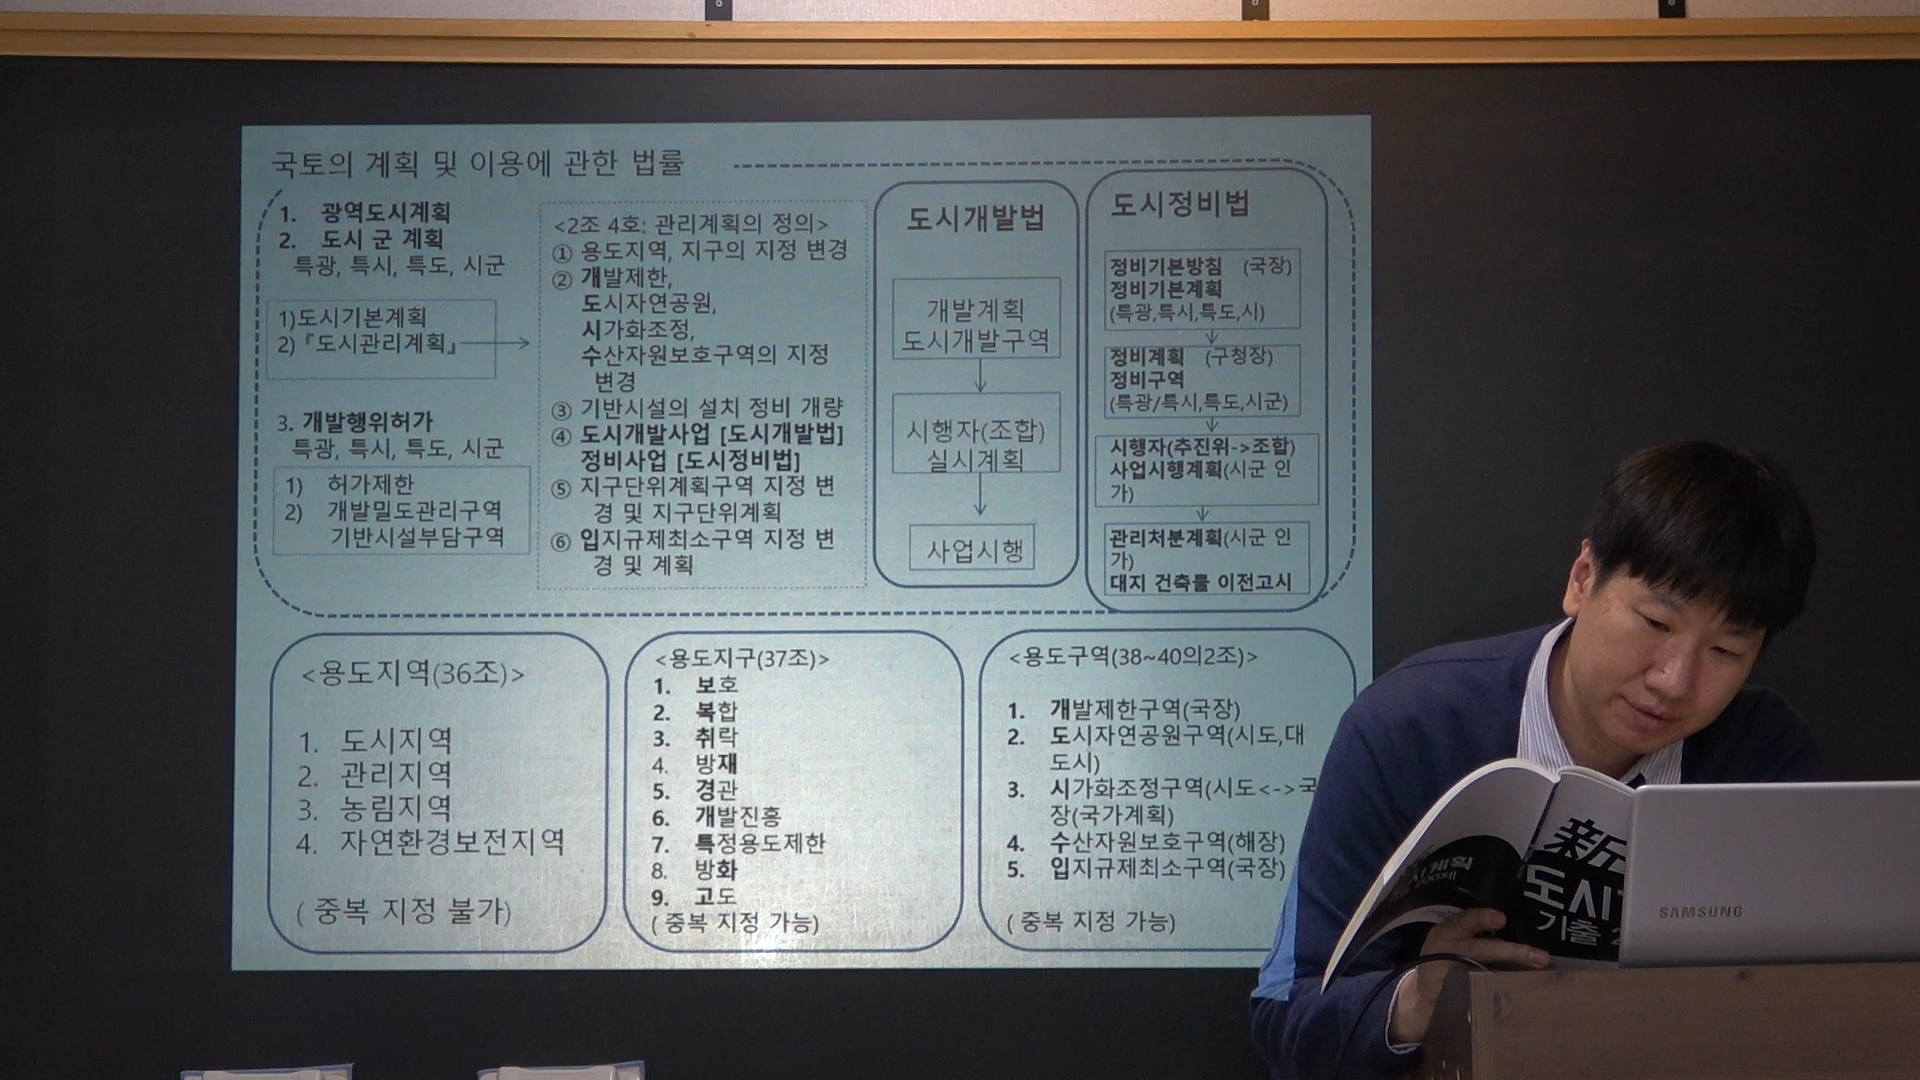 국토의 계획 및 이용에 관한 법률
1. 광역도시계획
2. 도시 군 계획
특광, 특시, 특도, 시군
1)도시기본계획
2)『도시관리계획』
3. 개발행위허가
특광, 특시, 특도, 시군
1) 허가제한
2) 개발밀도관리구역
기반시설부담구역
<2조 4호: 관리계획의 정의>
① 용도지역, 지구의 지정 변경
② 개발제한,
도시자연공원,
시가화조정,
수산자원보호구역의 지정
변경
③ 기반시설의 설치 정비 개량
④ 도시개발사업 [도시개발법]
정비사업 [도시정비법]
⑤ 지구단위계획구역 지정 변
경 및 지구단위계획
⑥ 입지규제최소구역 지정 변
경 및 계획
도시개발법
개발계획
도시개발구역
시행자(조합)
실시계획
사업시행
도시정비법
정비기본방침 (국장)
정비기본계획
(특광,특시,특도,시)
정비계획 (구청장)
정비구역
(특광/특시,특도,시군)
시행자(추진위->조합)
사업시행계획(시군 인
가)
관리처분계획(시군 인
가)
대지 건축물 이전고시
<용도지역(36조)>
1. 도시지역
2. 관리지역
3. 농림지역
4. 자연환경보전지역
( 중복 지정 불가)
<용도지구(37조)>
1. 보호
2. 복합
3. 취락
4. 방재
5. 경관
6. 개발진흥
7. 특정용도제한
8. 방화
9. 고도
( 중복 지정 가능)
<용도구역(38~40의2조)>
1. 개발제한구역(국장)
2. 도시자연공원구역(시도,대
도시)
3. 시가화조정구역(시도<->국
장(국가계획)
4. 수산자원보호구역(해장)
5. 입지규제최소구역(국장)
( 중복 지정 가능)
新
도시
기출
SAMSUNG